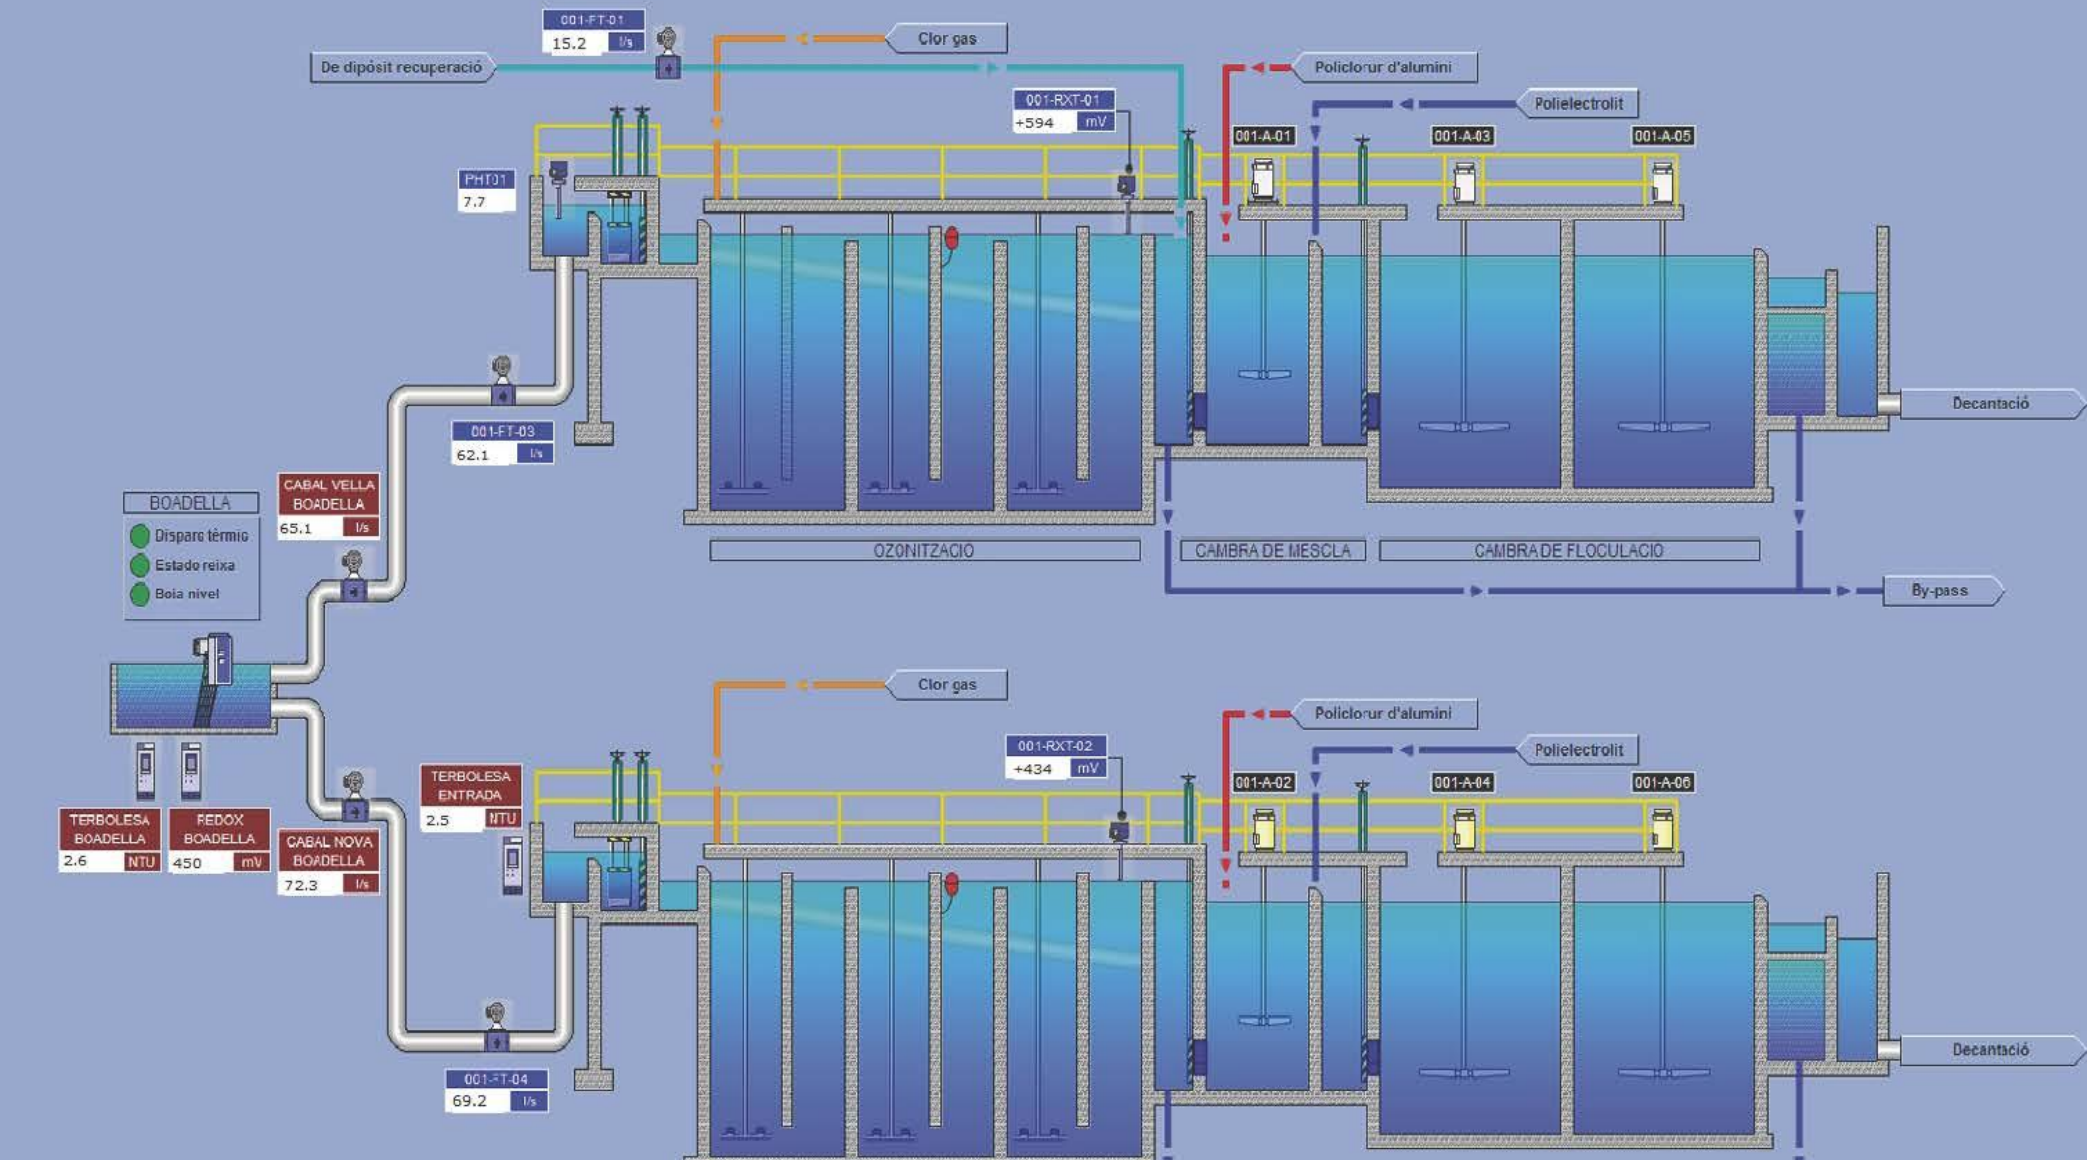 001-FT-01
15.2 l/s
Clor gas
De dipósit recuperació
Policlorur d'alumini
001-RXT-01
+594 mV
Polielectrolit
001-A-01
001-A-03
001-A-05
PHT01
7.7
Decantació
001-FT-03
62.1 l/s
CABAL VELLA
BOADELLA
65.1 l/s
BOADELLA
Disparo tèrmic
Estado reixa
Boia nivel
OZONITZACIO
CAMBRA DE MESCLA
CAMBRA DE FLOCULACIO
By-pass
Clor gas
Policlorur d'alumini
001-RXT-02
+434 mV
Polielectrolit
TERBOLESA
ENTRADA
2.5 NTU
001-A-02
001-A-04
001-A-06
TERBOLESA
BOADELLA
2.6 NTU
REDOX
BOADELLA
450 mV
CABAL NOVA
BOADELLA
72.3 l/s
Decantació
001-FT-04
69.2 l/s